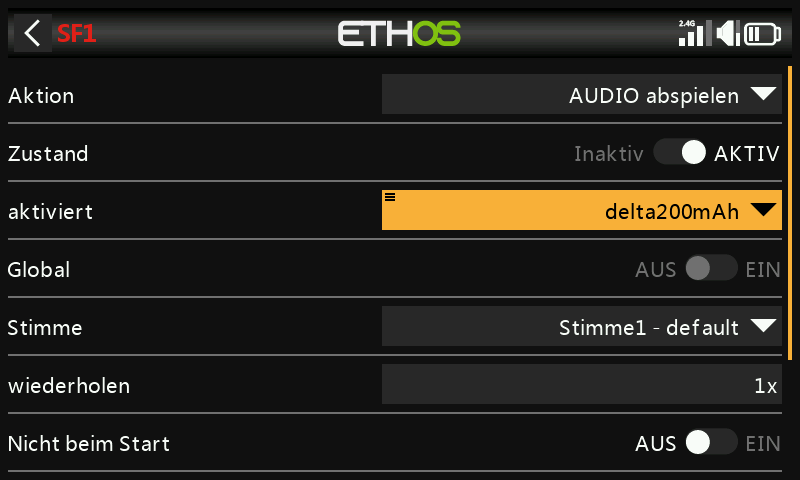 SF1 ETHOS 2.4G
Aktion AUDIO abspielen
Zustand Inaktiv AKTIV
aktiviert delta200mAh
Global AUS EIN
Stimme Stimme1 - default
wiederholen 1x
Nicht beim Start AUS EIN